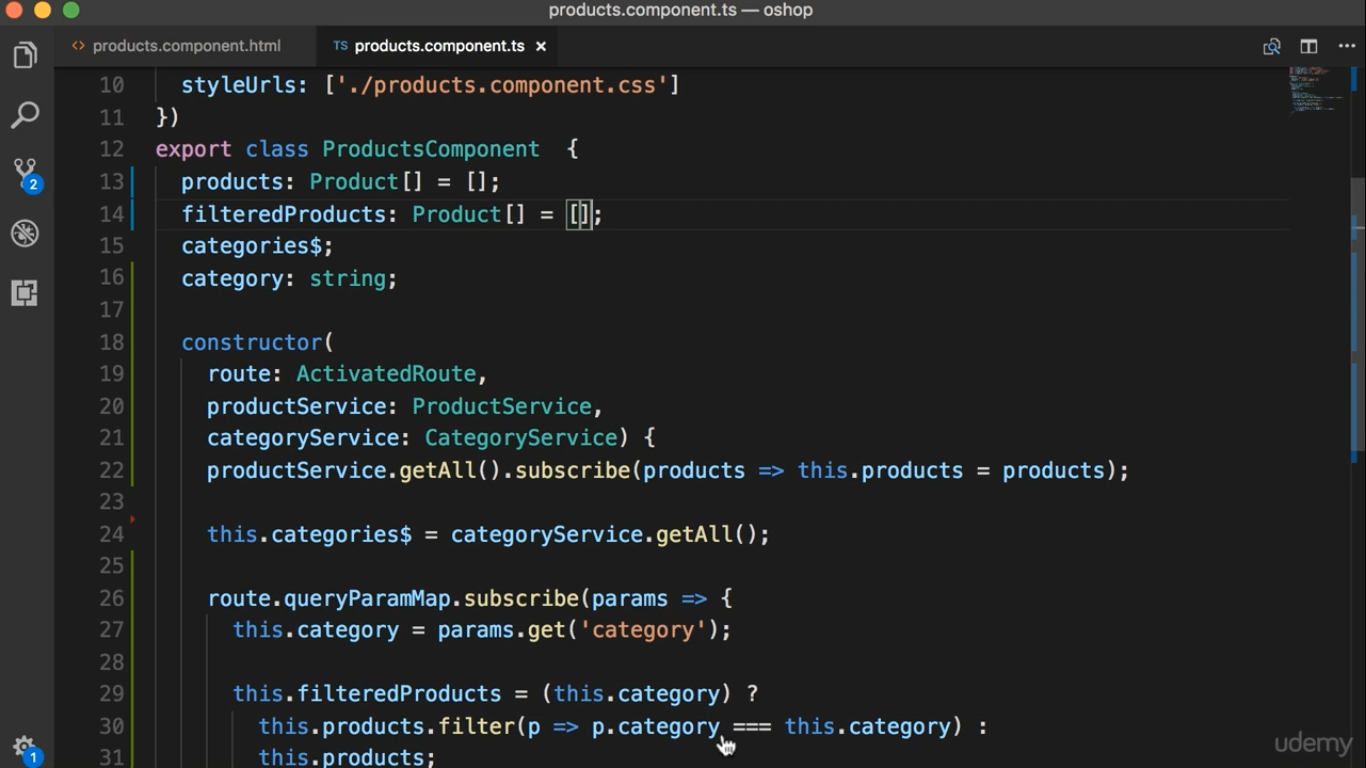 products.component.ts — oshop
<> products.component.html
TS products.component.ts ×
10 styleUrls: ['./products.component.css']
11 })
12 export class ProductsComponent {
13 products: Product[] = [];
14 filteredProducts: Product[] = [];
15 categories$;
16 category: string;
17
18 constructor(
19 route: ActivatedRoute,
20 productService: ProductService,
21 categoryService: CategoryService) {
22 productService.getAll().subscribe(products => this.products = products);
23
24 this.categories$ = categoryService.getAll();
25
26 route.queryParamMap.subscribe(params => {
27 this.category = params.get('category');
28
29 this.filteredProducts = (this.category) ?
30 this.products.filter(p => p.category === this.category) :
31 this.products;
2
1
udemy